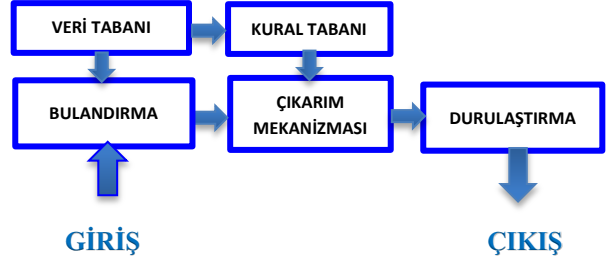 VERİ TABANI
KURAL TABANI
BULANDIRMA
ÇIKARIM
MEKANİZMASI
DURULAŞTIRMA
GİRİŞ
ÇIKIŞ